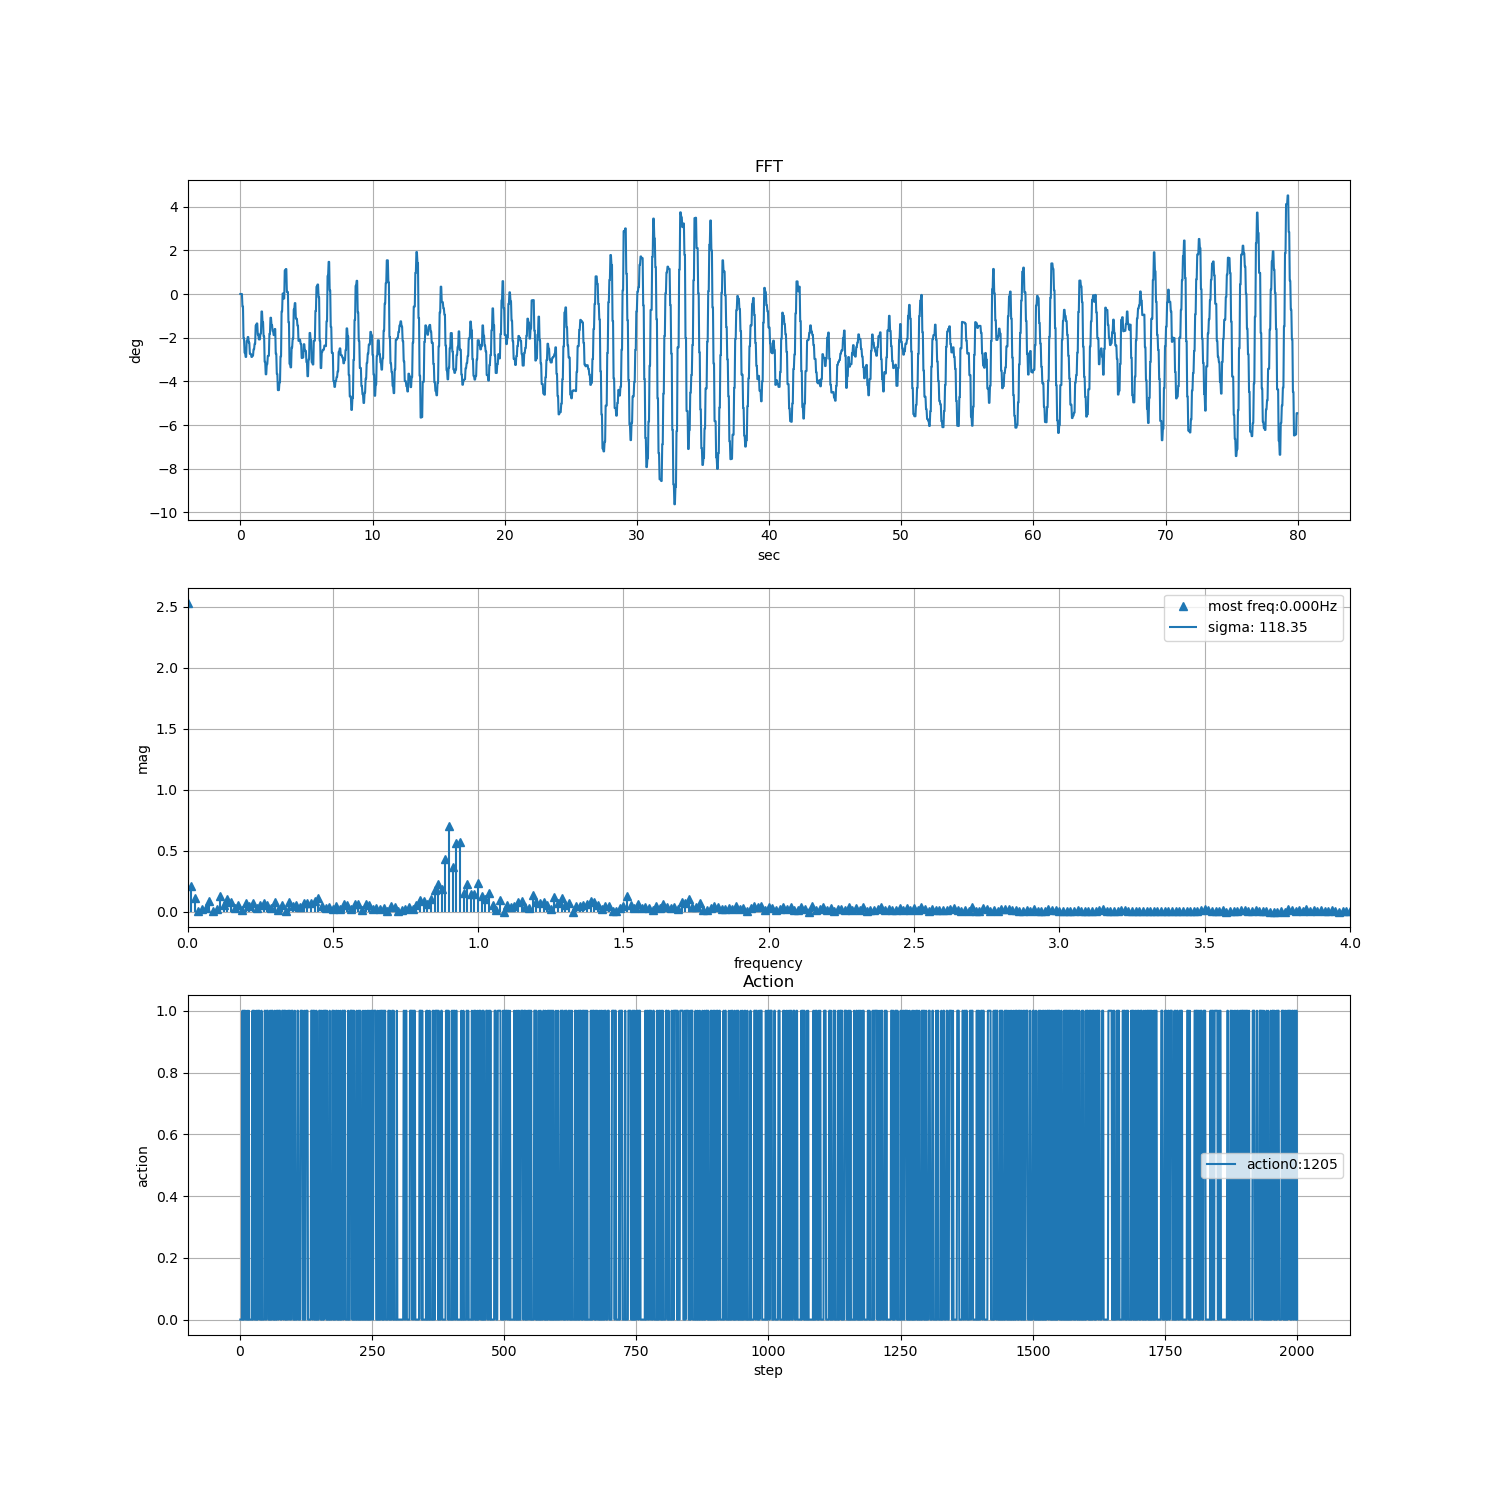 FFT
4
2
0
−2
−4
−6
−8
−10
deg
0 10 20 30 40 50 60 70 80
sec
2.5
2.0
1.5
1.0
0.5
0.0
mag
most freq:0.000Hz
sigma: 118.35
0.0 0.5 1.0 1.5 2.0 2.5 3.0 3.5 4.0
frequency
Action
1.0
0.8
0.6
0.4
0.2
0.0
action
action0:1205
0 250 500 750 1000 1250 1500 1750 2000
step